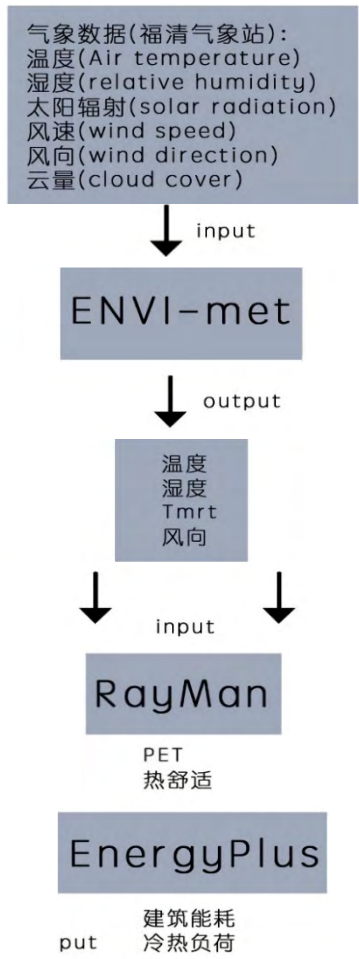 气象数据(福清气象站):
温度(Air temperature)
湿度(relative humidity)
太阳辐射(solar radiation)
风速(wind speed)
风向(wind direction)
云量(cloud cover)
input
ENVI-met
output
温度
湿度
Tmrt
风向
input
RayMan
PET
热舒适
EnergyPlus
建筑能耗
put 冷热负荷